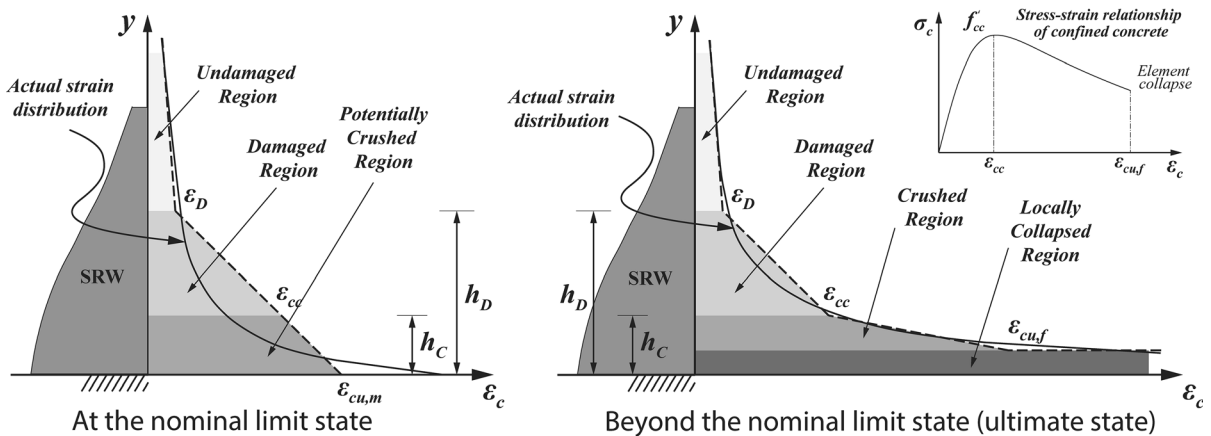 y
Undamaged
Region
Actual strain
distribution
Potentially
Crushed
Region
Damaged
Region
ε_D
SRW
ε_cc
h_D
h_C
ε_cu,m
ε_c
At the nominal limit state
y
Undamaged
Region
Actual strain
distribution
Damaged
Region
Crushed
Region
Locally
Collapsed
Region
ε_D
h_D
SRW
ε_cc
h_C
ε_cu,f
ε_c
Beyond the nominal limit state (ultimate state)
σ_c
f'_cc
Stress-strain relationship
of confined concrete
Element
collapse
ε_cc
ε_cu,f
ε_c